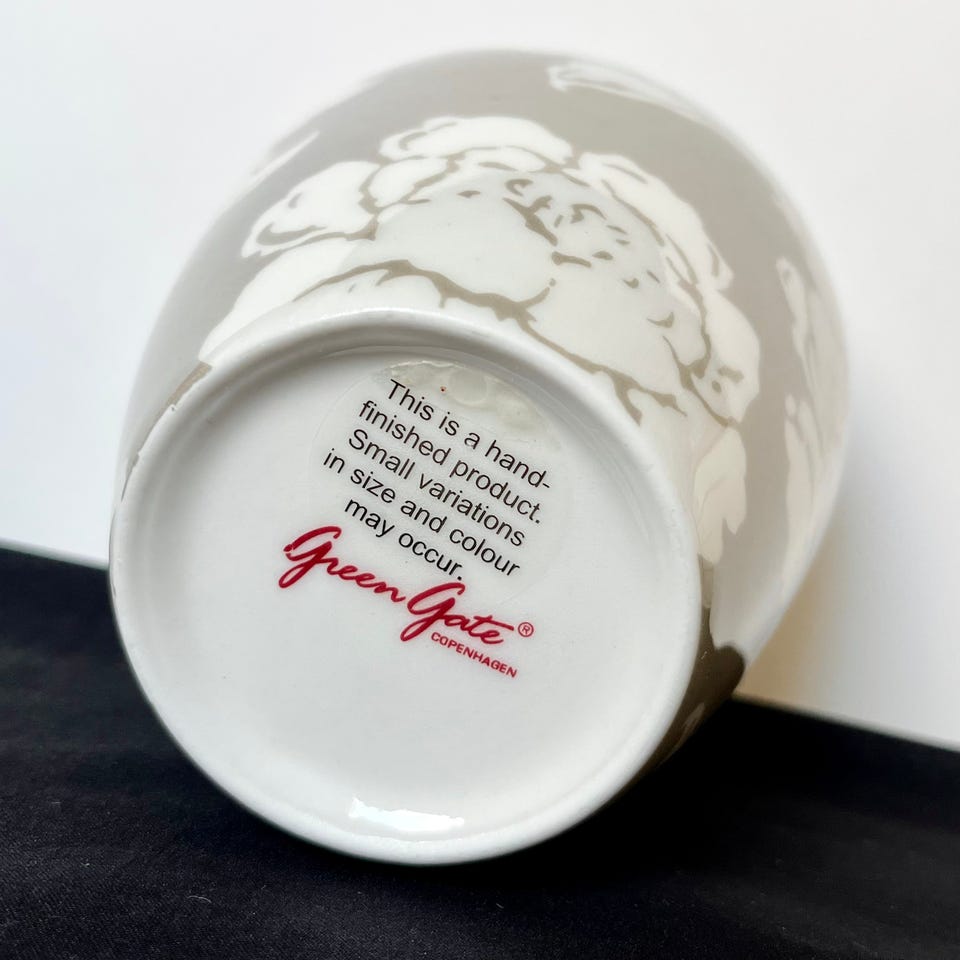 This is a hand-
finished product.
Small variations
in size and colour
may occur.
Green Gate ®
COPENHAGEN